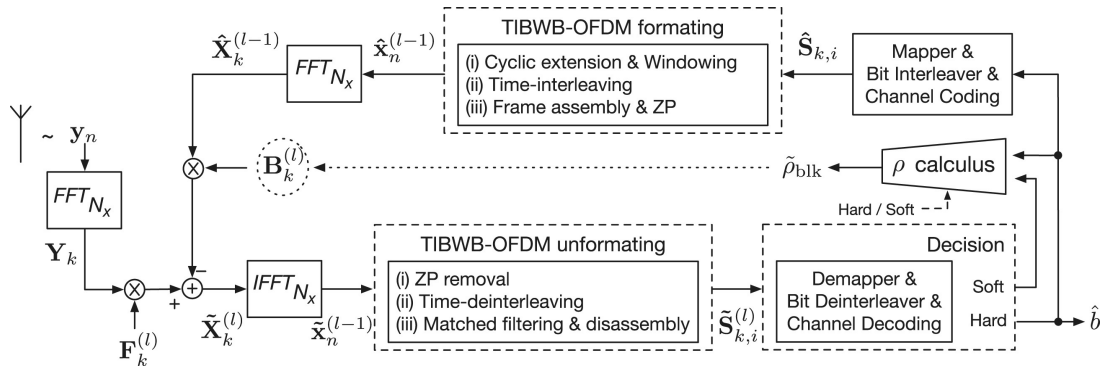 TIBWB-OFDM formating
(i) Cyclic extension & Windowing
(ii) Time-interleaving
(iii) Frame assembly & ZP
X̂_k^(l−1)
FFT_{N_x}
x̂_n^(l−1)
Ŝ_{k,i}
Mapper &
Bit Interleaver &
Channel Coding
~ y_n
FFT_{N_x}
Y_k
B_k^(l)
ρ̃_blk
ρ calculus
Hard / Soft
TIBWB-OFDM unformating
(i) ZP removal
(ii) Time-deinterleaving
(iii) Matched filtering & disassembly
Decision
Demapper &
Bit Deinterleaver &
Channel Decoding
Soft
Hard
b̂
×
×
+
−
+
F_k^(l)
X̃_k^(l)
IFFT_{N_x}
x̃_n^(l−1)
S̃_{k,i}^(l)